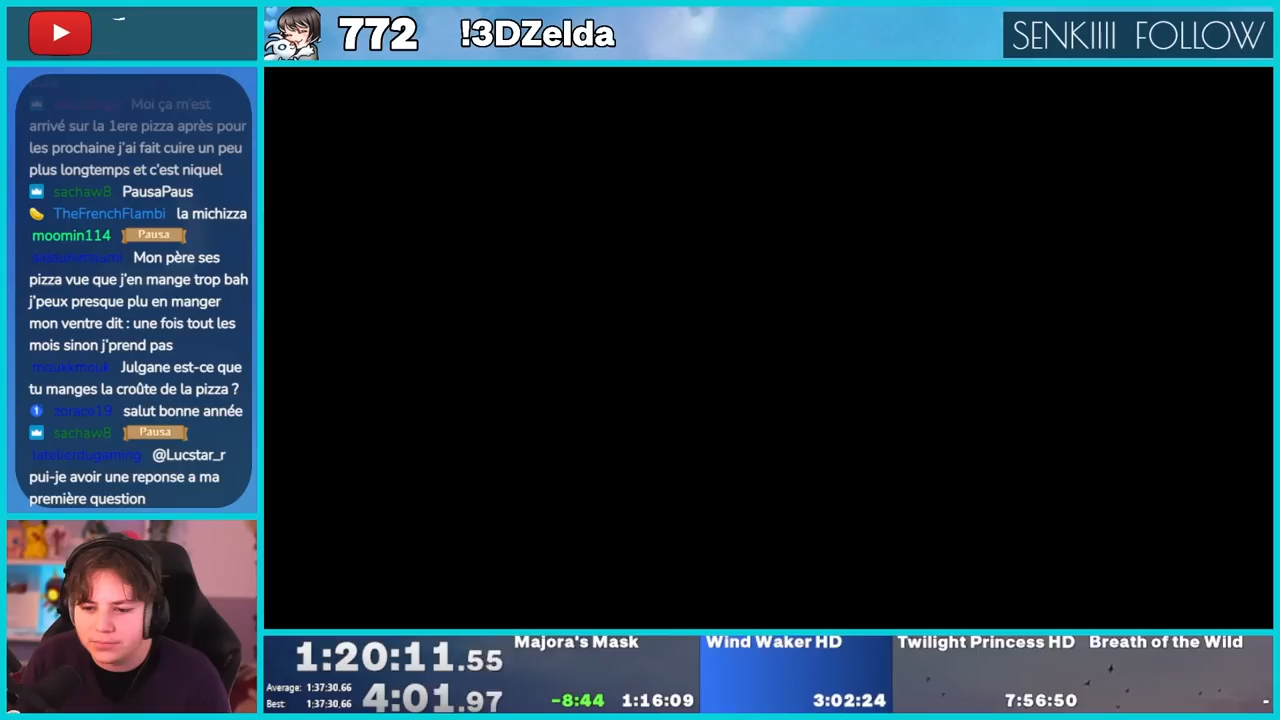 772
!3DZelda
SENKIIII FOLLOW
Moi ça m'est
arrivé sur la 1ere pizza après pour
les prochaine j'ai fait cuire un peu
plus longtemps et c'est niquel
sachaw8 PausaPaus
TheFrenchFlambi la michizza
moomin114 Pausa
Mon père ses
pizza vue que j'en mange trop bah
j'peux presque plu en manger
mon ventre dit : une fois tout les
mois sinon j'prend pas
moukkmouk Julgane est-ce que
tu manges la croûte de la pizza ?
zorace19 salut bonne année
sachaw8 Pausa
latelierdugaming @Lucstar_r
pui-je avoir une reponse a ma
première question
1:20:11.55
Average: 1:37:30.66
Best: 1:37:30.66
4:01.97
Majora's Mask
-8:44 1:16:09
Wind Waker HD
3:02:24
Twilight Princess HD
7:56:50
Breath of the Wild
-